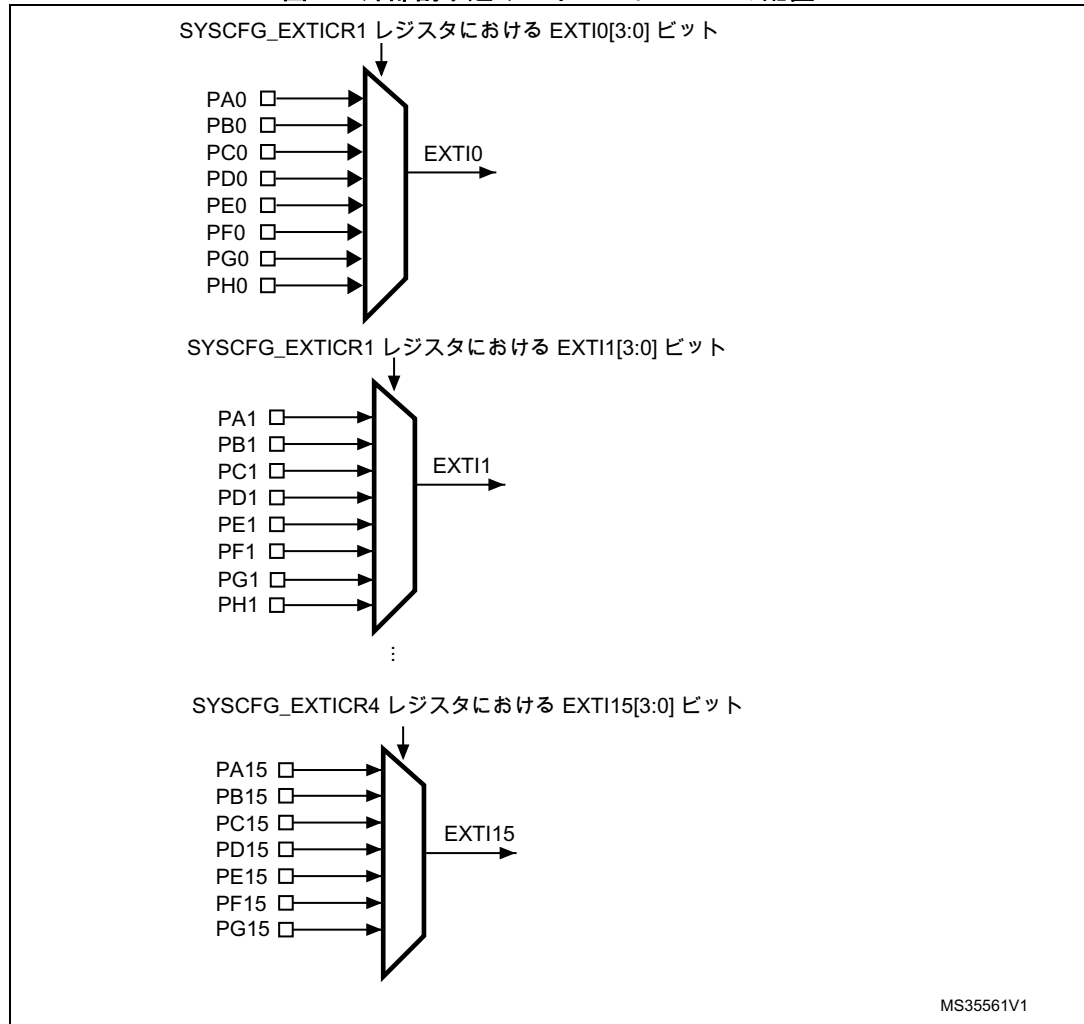 SYSCFG_EXTICR1 レジスタにおける EXTI0[3:0] ビット
PA0
PB0
PC0
PD0
PE0
PF0
PG0
PH0
EXTI0
SYSCFG_EXTICR1 レジスタにおける EXTI1[3:0] ビット
PA1
PB1
PC1
PD1
PE1
PF1
PG1
PH1
EXTI1
...
SYSCFG_EXTICR4 レジスタにおける EXTI15[3:0] ビット
PA15
PB15
PC15
PD15
PE15
PF15
PG15
EXTI15
MS35561V1